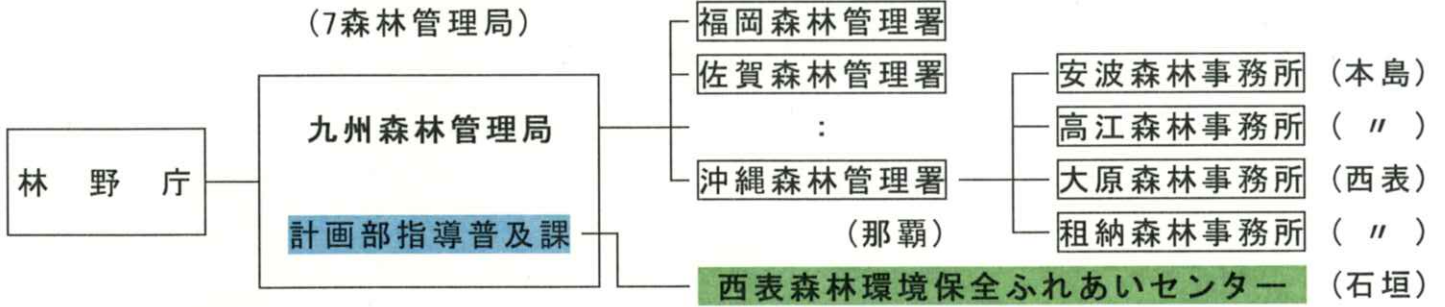 (7森林管理局)
福岡森林管理署
佐賀森林管理署
安波森林事務所 (本島)
九州森林管理局
:
高江森林事務所 ( 〃 )
林 野 庁
沖縄森林管理署
大原森林事務所 (西表)
計画部指導普及課
(那覇)
租納森林事務所 ( 〃 )
西表森林環境保全ふれあいセンター (石垣)